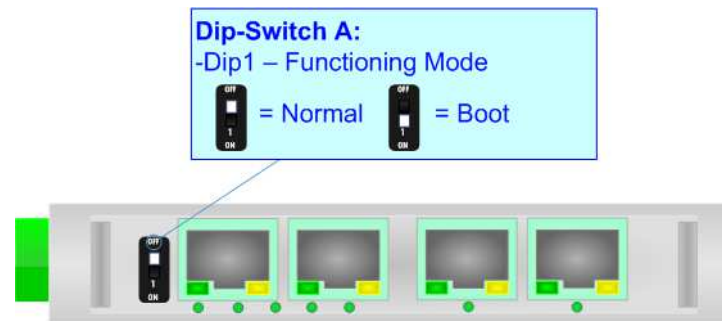 Dip-Switch A:
-Dip1 – Functioning Mode
OFF
1
ON
= Normal
OFF
1
ON
= Boot
OFF
1
ON